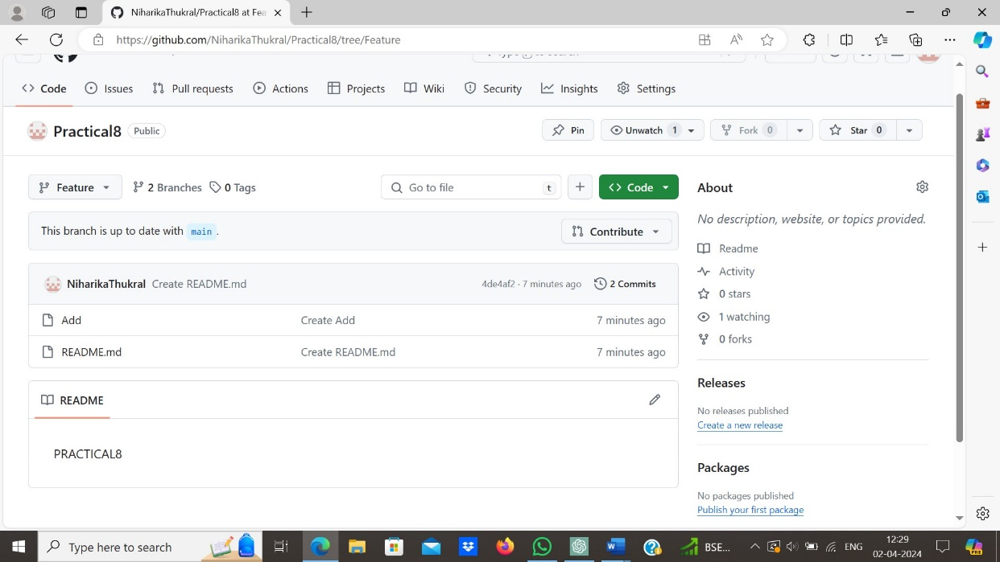 NiharikaThukral/Practical8 at Fea
https://github.com/NiharikaThukral/Practical8/tree/Feature
Code Issues Pull requests Actions Projects Wiki Security Insights Settings
Practical8 Public
Pin Unwatch 1 Fork 0 Star 0
Feature 2 Branches 0 Tags Go to file t Code
This branch is up to date with main.
Contribute
NiharikaThukral Create README.md 4de4af2 · 7 minutes ago 2 Commits
Add Create Add 7 minutes ago
README.md Create README.md 7 minutes ago
README
PRACTICAL8
About
No description, website, or topics provided.
Readme
Activity
0 stars
1 watching
0 forks
Releases
No releases published
Create a new release
Packages
No packages published
Publish your first package
Type here to search
BSE...
ENG
12:29
02-04-2024